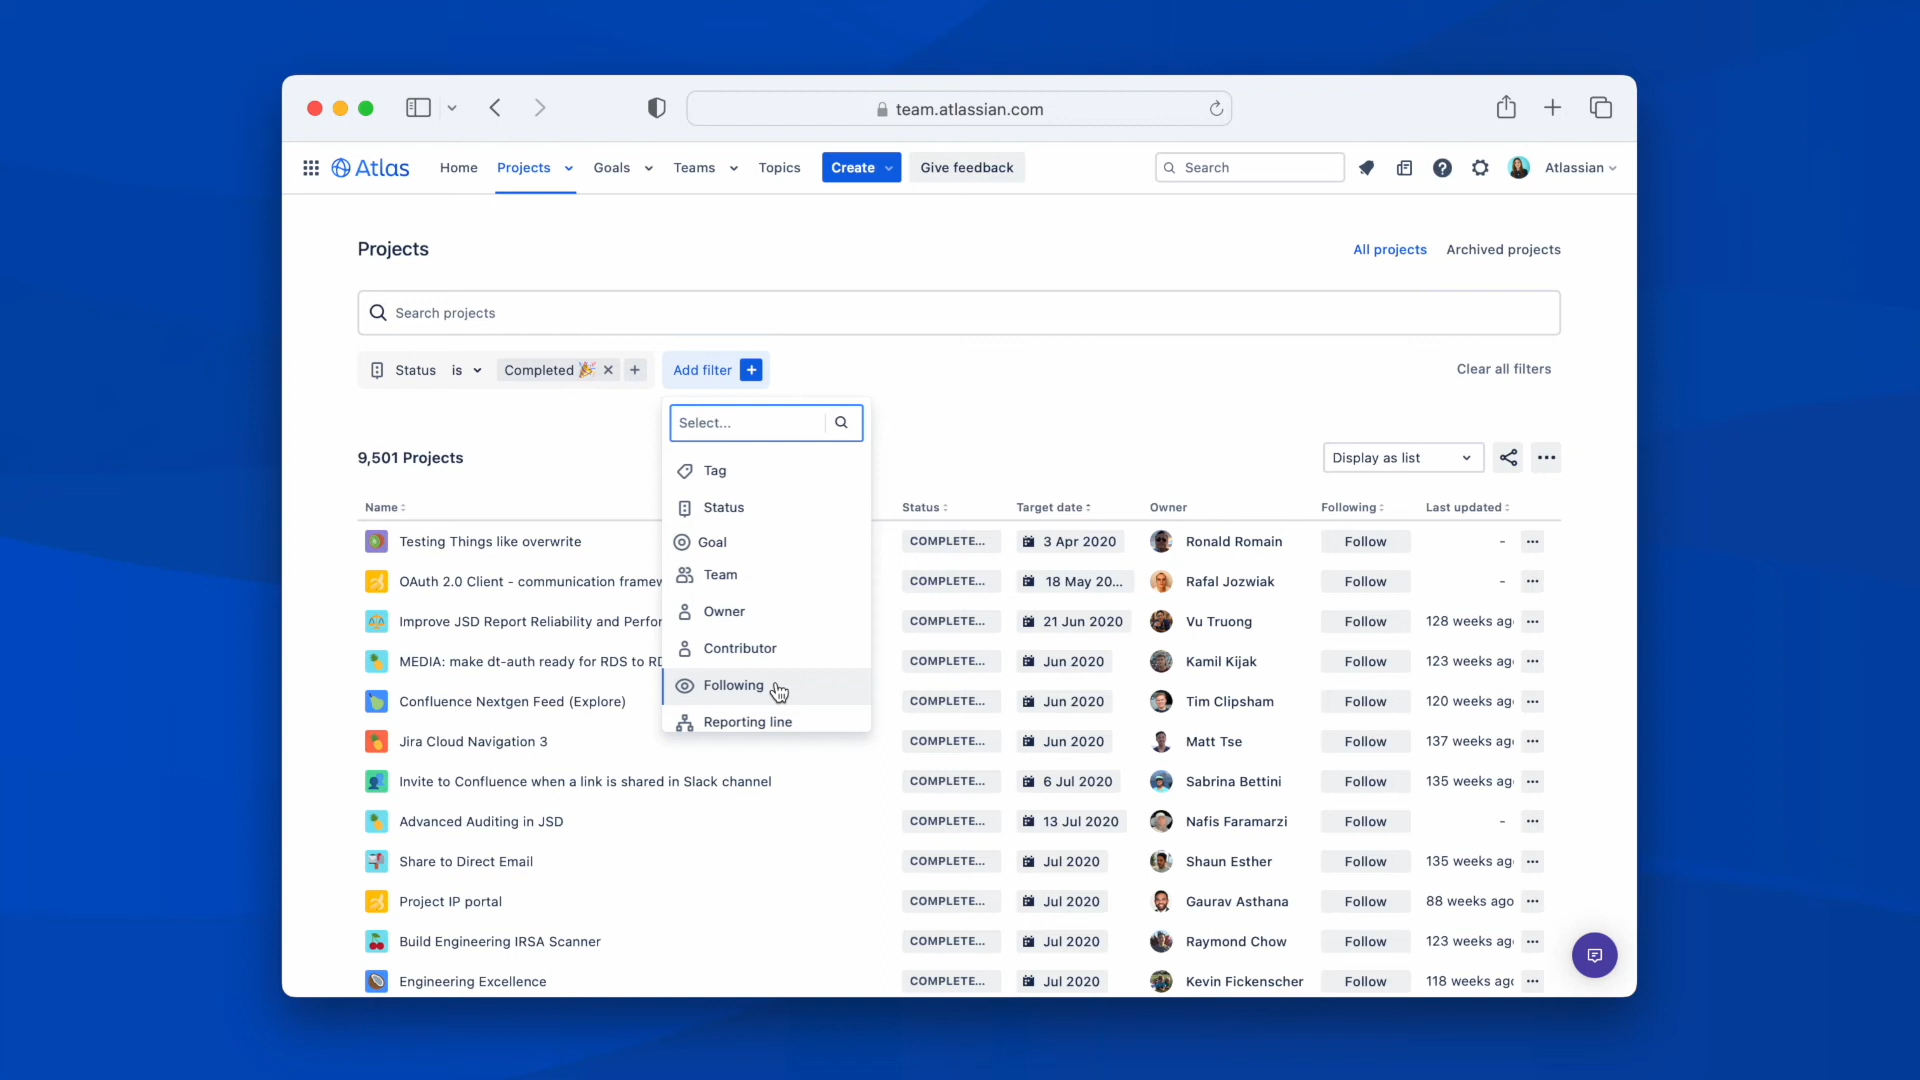 team.atlassian.com
Atlas Home Projects Goals Teams Topics Create Give feedback Search Atlassian
Projects All projects Archived projects
Search projects
Status is Completed Add filter Clear all filters
Select...
9,501 Projects Display as list
Tag
Status
Goal
Team
Owner
Contributor
Following
Reporting line
Name Status Target date Owner Following Last updated
Testing Things like overwrite COMPLETE... 3 Apr 2020 Ronald Romain Follow -
OAuth 2.0 Client - communication COMPLETE... 18 May 20... Rafal Jozwiak Follow -
Improve JSD Report Reliability and COMPLETE... 21 Jun 2020 Vu Truong Follow 128 weeks ag
MEDIA: make dt-auth ready for RDS to COMPLETE... Jun 2020 Kamil Kijak Follow 123 weeks ag
Confluence Nextgen Feed (Explore) COMPLETE... Jun 2020 Tim Clipsham Follow 120 weeks ag
Jira Cloud Navigation 3 COMPLETE... Jun 2020 Matt Tse Follow 137 weeks ag
Invite to Confluence when a link is shared in Slack channel COMPLETE... 6 Jul 2020 Sabrina Bettini Follow 135 weeks ag
Advanced Auditing in JSD COMPLETE... 13 Jul 2020 Nafis Faramarzi Follow -
Share to Direct Email COMPLETE... Jul 2020 Shaun Esther Follow 135 weeks ag
Project IP portal COMPLETE... Jul 2020 Gaurav Asthana Follow 88 weeks ago
Build Engineering IRSA Scanner COMPLETE... Jul 2020 Raymond Chow Follow 123 weeks ag
Engineering Excellence COMPLETE... Jul 2020 Kevin Fickenscher Follow 118 weeks ag